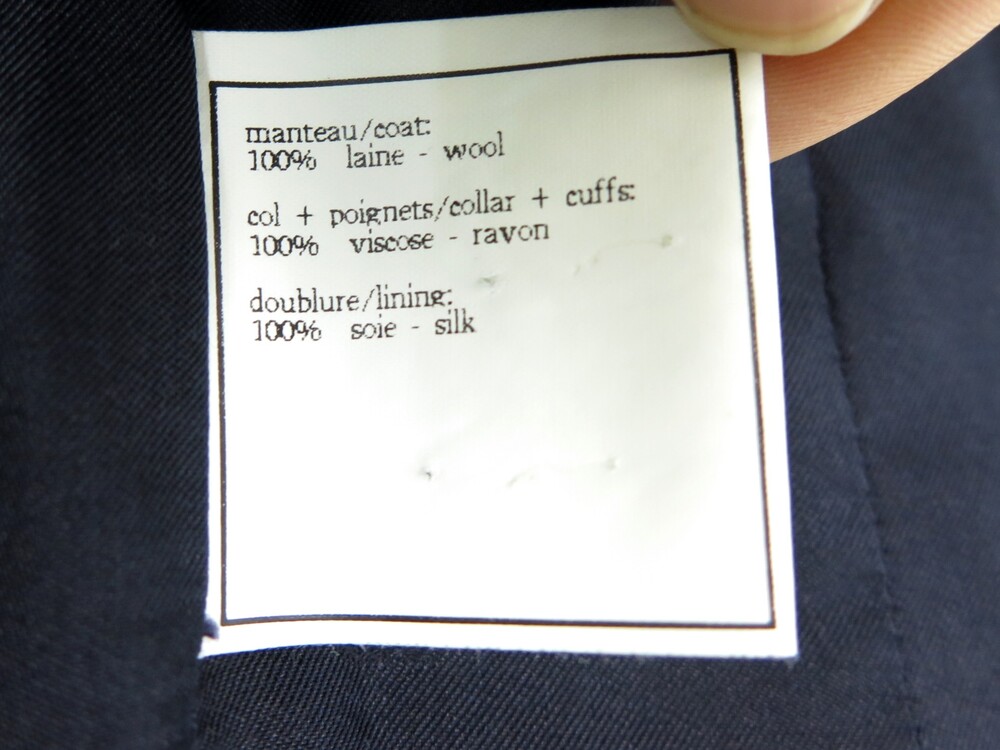 manteau/coat:
100% laine - wool
col + poignets/collar + cuffs:
100% viscose - rayon
doublure/lining:
100% soie - silk